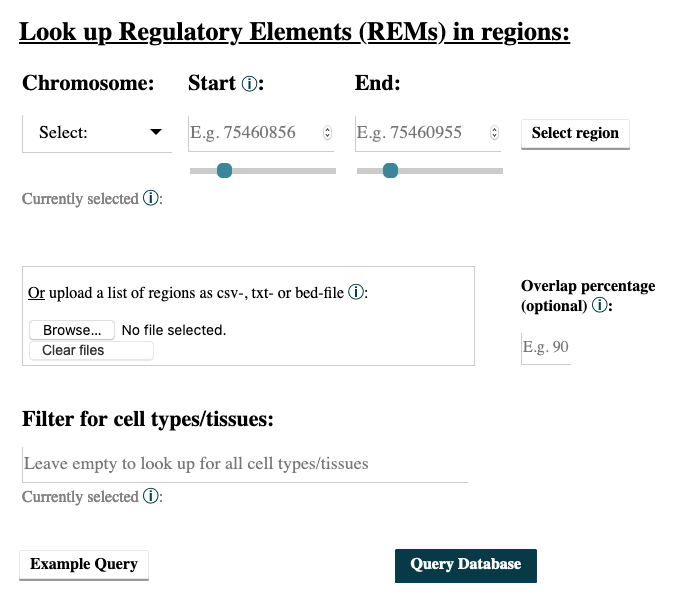 Look up Regulatory Elements (REMs) in regions:
Chromosome: Start ⓘ: End:
Select: E.g. 75460856 E.g. 75460955 Select region
Currently selected ⓘ:
Or upload a list of regions as csv-, txt- or bed-file ⓘ:
Browse... No file selected.
Clear files
Overlap percentage
(optional) ⓘ:
E.g. 90
Filter for cell types/tissues:
Leave empty to look up for all cell types/tissues
Currently selected ⓘ:
Example Query Query Database